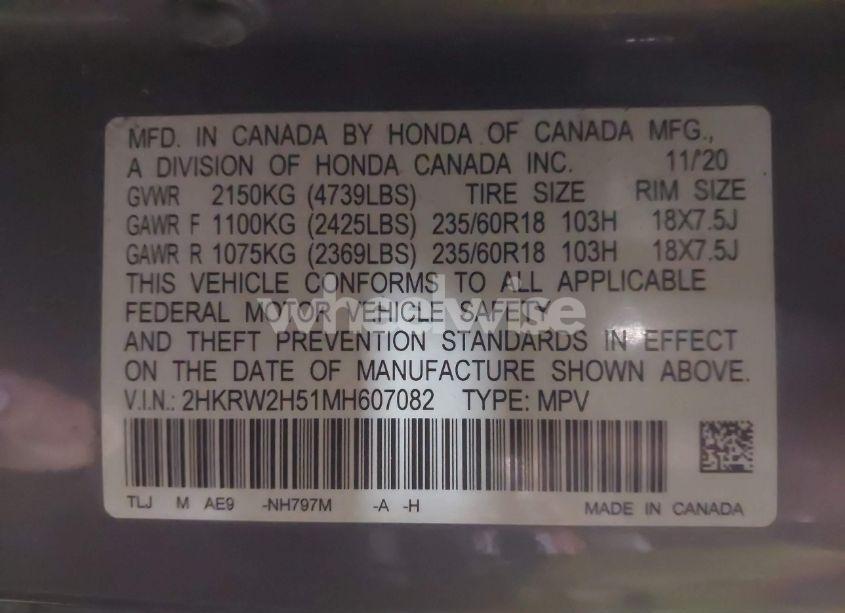 MFD. IN CANADA BY HONDA OF CANADA MFG.,
A DIVISION OF HONDA CANADA INC. 11/'20
GVWR 2150KG (4739LBS) TIRE SIZE RIM SIZE
GAWR F 1100KG (2425LBS) 235/60R18 103H 18X7.5J
GAWR R 1075KG (2369LBS) 235/60R18 103H 18X7.5J
THIS VEHICLE CONFORMS TO ALL APPLICABLE
FEDERAL MOTOR VEHICLE SAFETY
wheelwise
AND THEFT PREVENTION STANDARDS IN EFFECT
ON THE DATE OF MANUFACTURE SHOWN ABOVE.
V.I.N.: 2HKRW2H51MH607082 TYPE: MPV
TLJ M AE9 -NH797M -A -H MADE IN CANADA